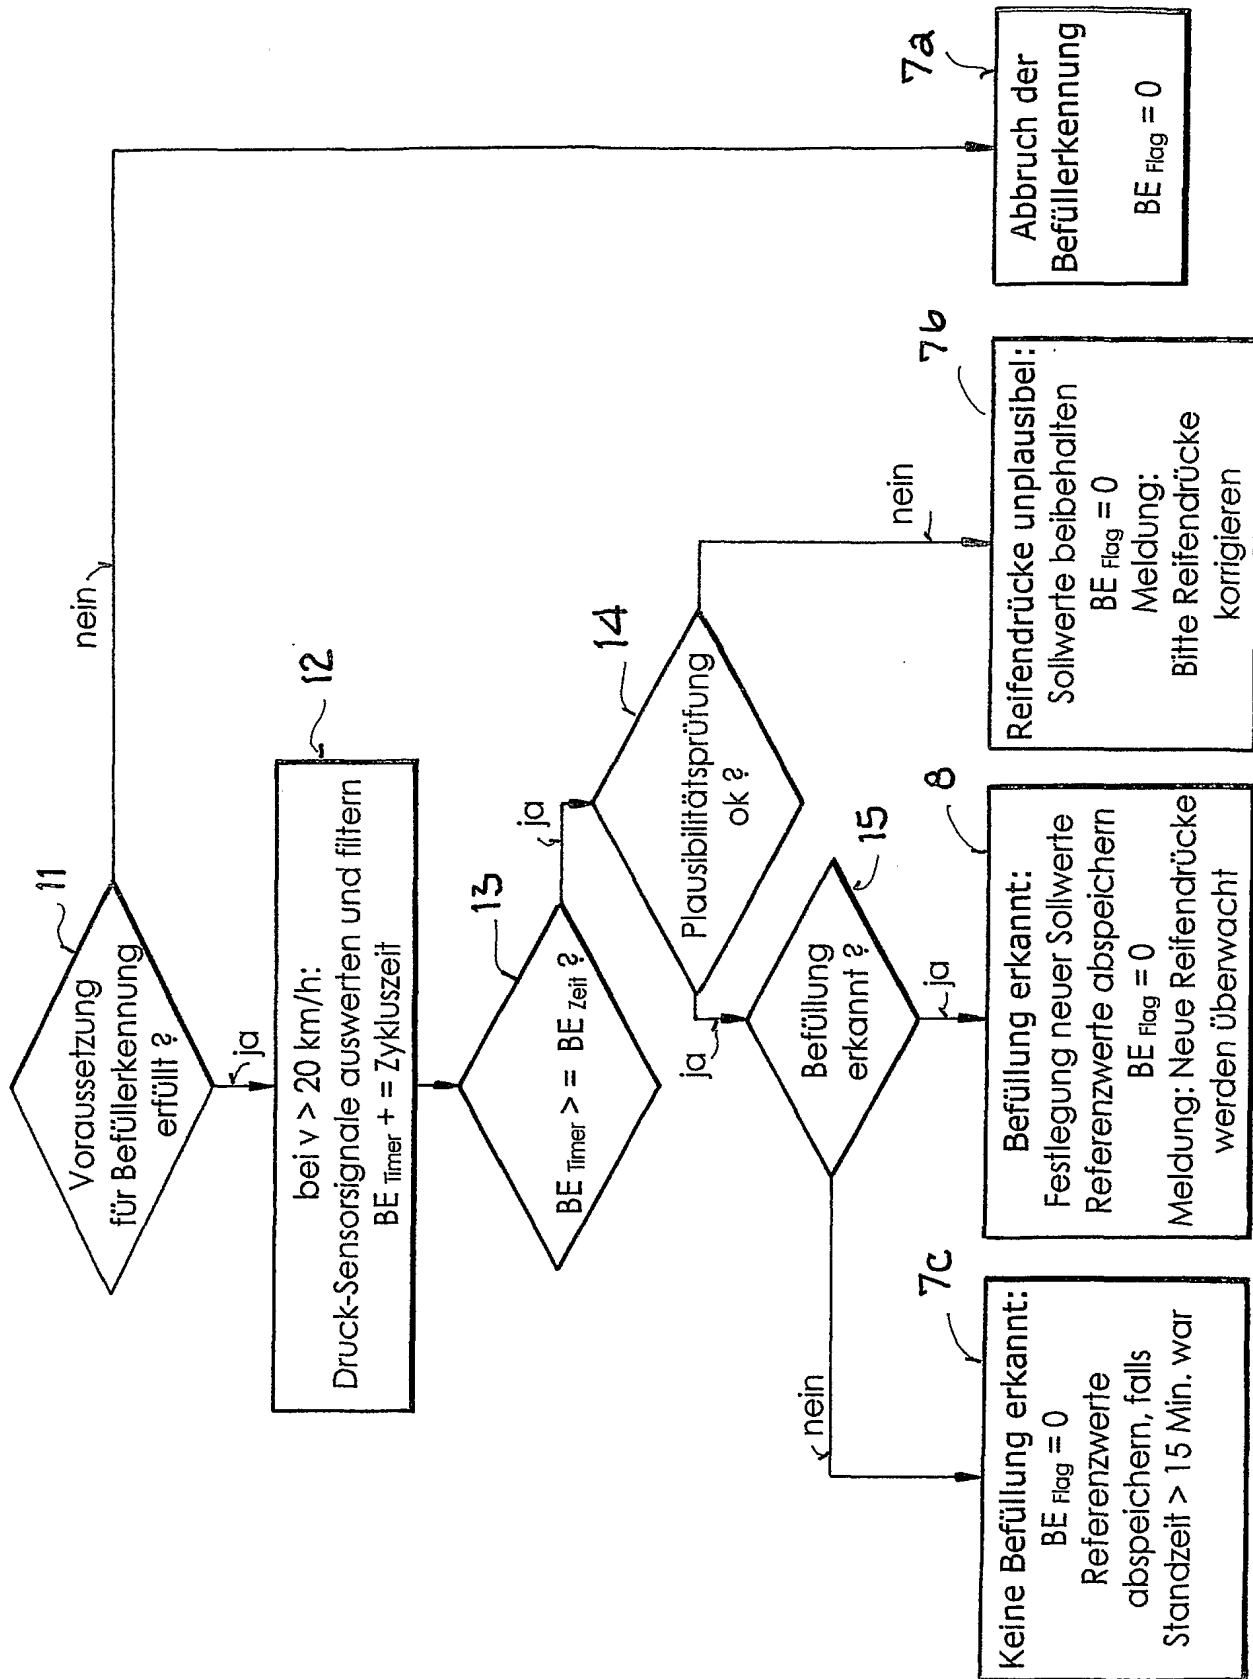 Voraussetzung
für Befüllerkennung
erfüllt ?
11
nein
ja
bei v > 20 km/h:
Druck-Sensorsignale auswerten und filtern
BE Timer + = Zykluszeit
12
BE Timer > = BE Zeit ?
13
ja
Plausibilitätsprüfung
ok ?
14
ja
nein
Befüllung
erkannt ?
15
nein
ja
Keine Befüllung erkannt:
BE Flag = 0
Referenzwerte
abspeichern, falls
Standzeit > 15 Min. war
7c
Befüllung erkannt:
Festlegung neuer Sollwerte
Referenzwerte abspeichern
BE Flag = 0
Meldung: Neue Reifendrücke
werden überwacht
8
Reifendrücke unplausibel:
Sollwerte beibehalten
BE Flag = 0
Meldung:
Bitte Reifendrücke
korrigieren
7b
Abbruch der
Befüllerkennung
BE Flag = 0
7a